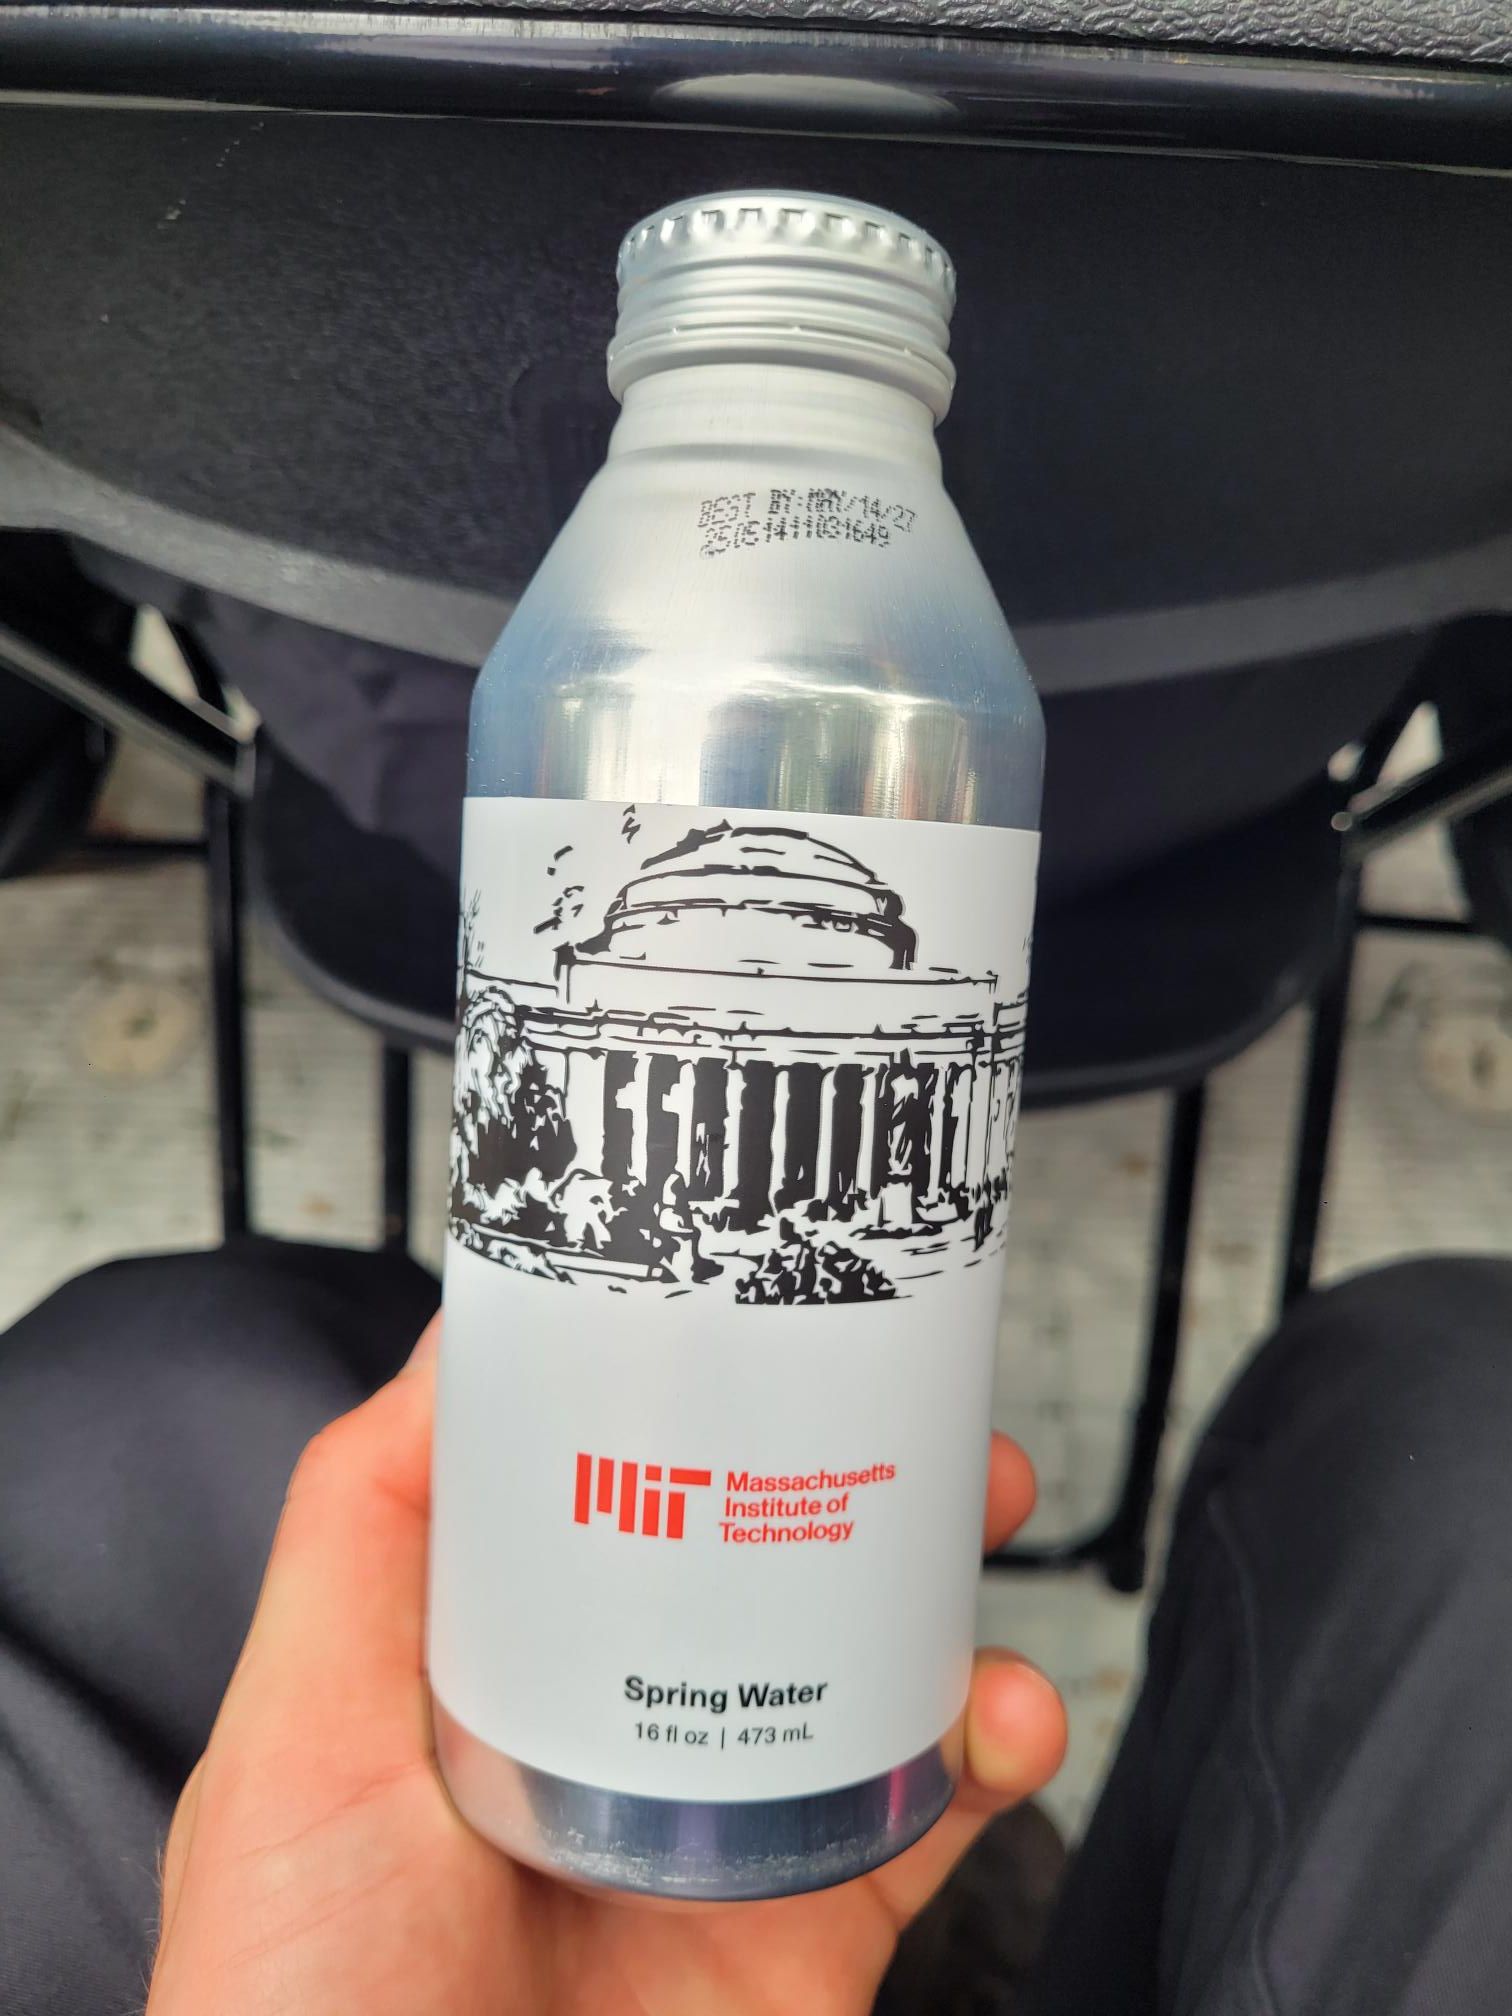 BEST BY:MAY/14/27
MIT
Massachusetts
Institute of
Technology
Spring Water
16 fl oz | 473 mL